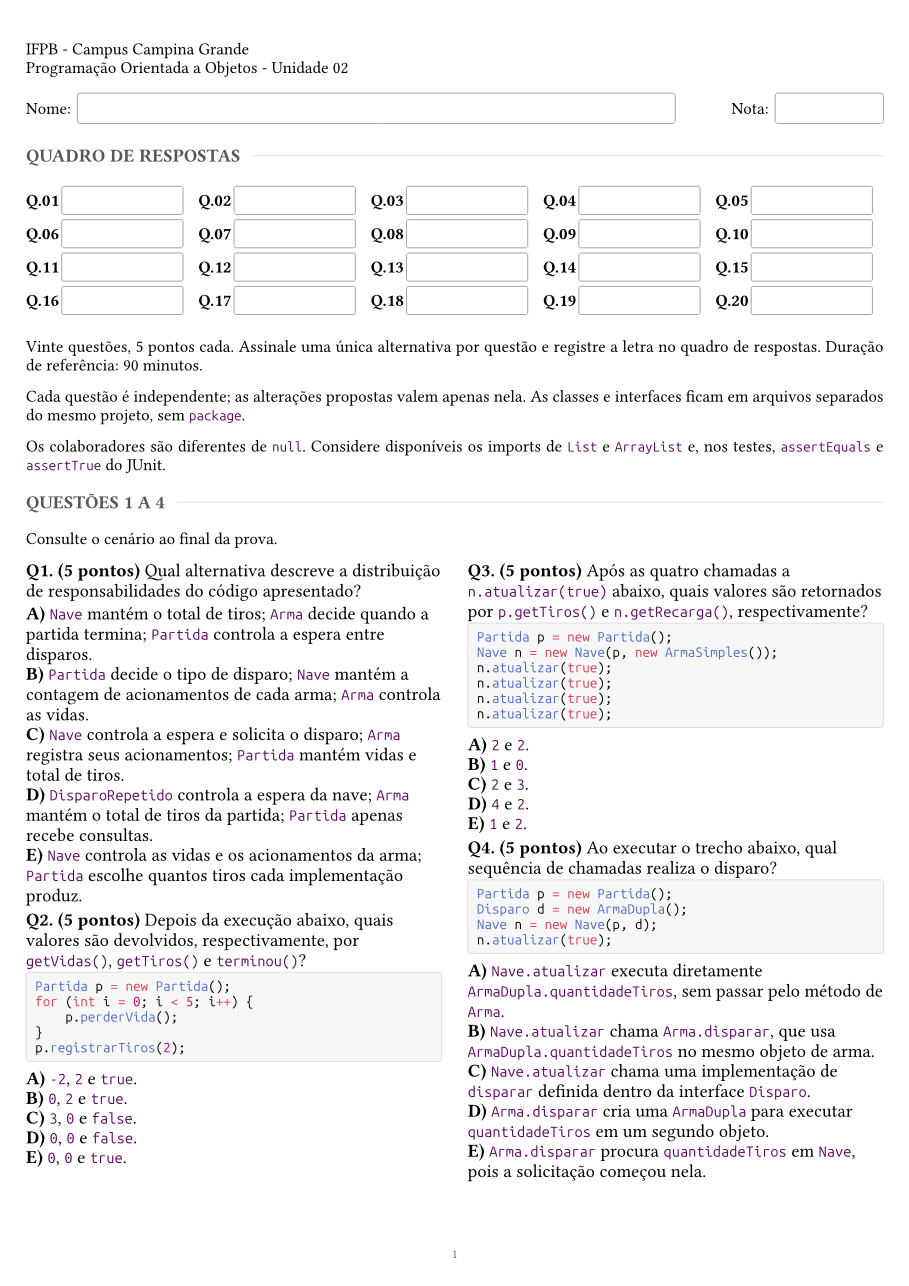 IFPB - Campus Campina Grande
Programação Orientada a Objetos - Unidade 02
Nome:
Nota:
QUADRO DE RESPOSTAS
Q.01 Q.02 Q.03 Q.04 Q.05
Q.06 Q.07 Q.08 Q.09 Q.10
Q.11 Q.12 Q.13 Q.14 Q.15
Q.16 Q.17 Q.18 Q.19 Q.20
Vinte questões, 5 pontos cada. Assinale uma única alternativa por questão e registre a letra no quadro de respostas. Duração
de referência: 90 minutos.
Cada questão é independente; as alterações propostas valem apenas nela. As classes e interfaces ficam em arquivos separados
do mesmo projeto, sem package.
Os colaboradores são diferentes de null. Considere disponíveis os imports de List e ArrayList e, nos testes, assertEquals e
assertTrue do JUnit.
QUESTÕES 1 A 4
Consulte o cenário ao final da prova.
Q1. (5 pontos) Qual alternativa descreve a distribuição
de responsabilidades do código apresentado?
A) Nave mantém o total de tiros; Arma decide quando a
partida termina; Partida controla a espera entre
disparos.
B) Partida decide o tipo de disparo; Nave mantém a
contagem de acionamentos de cada arma; Arma controla
as vidas.
C) Nave controla a espera e solicita o disparo; Arma
registra seus acionamentos; Partida mantém vidas e
total de tiros.
D) DisparoRepetido controla a espera da nave; Arma
mantém o total de tiros da partida; Partida apenas
recebe consultas.
E) Nave controla as vidas e os acionamentos da arma;
Partida escolhe quantos tiros cada implementação
produz.
Q2. (5 pontos) Depois da execução abaixo, quais
valores são devolvidos, respectivamente, por
getVidas(), getTiros() e terminou()?
Partida p = new Partida();
for (int i = 0; i < 5; i++) {
    p.perderVida();
}
p.registrarTiros(2);
A) -2, 2 e true.
B) 0, 2 e true.
C) 3, 0 e false.
D) 0, 0 e false.
E) 0, 0 e true.
Q3. (5 pontos) Após as quatro chamadas a
n.atualizar(true) abaixo, quais valores são retornados
por p.getTiros() e n.getRecarga(), respectivamente?
Partida p = new Partida();
Nave n = new Nave(p, new ArmaSimples());
n.atualizar(true);
n.atualizar(true);
n.atualizar(true);
n.atualizar(true);
A) 2 e 2.
B) 1 e 0.
C) 2 e 3.
D) 4 e 2.
E) 1 e 2.
Q4. (5 pontos) Ao executar o trecho abaixo, qual
sequência de chamadas realiza o disparo?
Partida p = new Partida();
Disparo d = new ArmaDupla();
Nave n = new Nave(p, d);
n.atualizar(true);
A) Nave.atualizar executa diretamente
ArmaDupla.quantidadeTiros, sem passar pelo método de
Arma.
B) Nave.atualizar chama Arma.disparar, que usa
ArmaDupla.quantidadeTiros no mesmo objeto de arma.
C) Nave.atualizar chama uma implementação de
disparar definida dentro da interface Disparo.
D) Arma.disparar cria uma ArmaDupla para executar
quantidadeTiros em um segundo objeto.
E) Arma.disparar procura quantidadeTiros em Nave,
pois a solicitação começou nela.
1